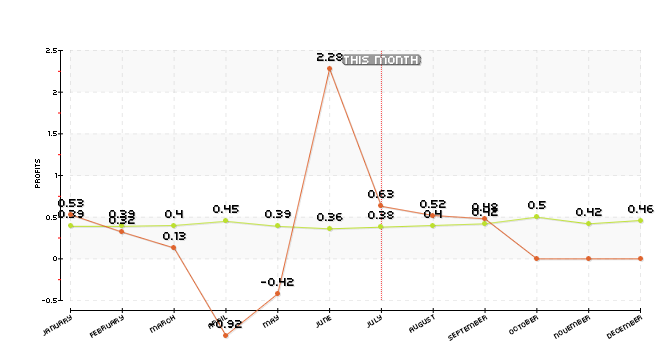 2.5
2.28
THIS MONTH
2
1.5
PROFITS
1
0.63
0.53
0.52
0.48
0.46
0.39
0.39
0.32
0.4
0.45
0.39
0.36
0.38
0.4
0.42
0.5
0.42
0.5
0.13
0
-0.42
-0.5
-0.92
JANUARY
FEBRUARY
MARCH
APRIL
MAY
JUNE
JULY
AUGUST
SEPTEMBER
OCTOBER
NOVEMBER
DECEMBER